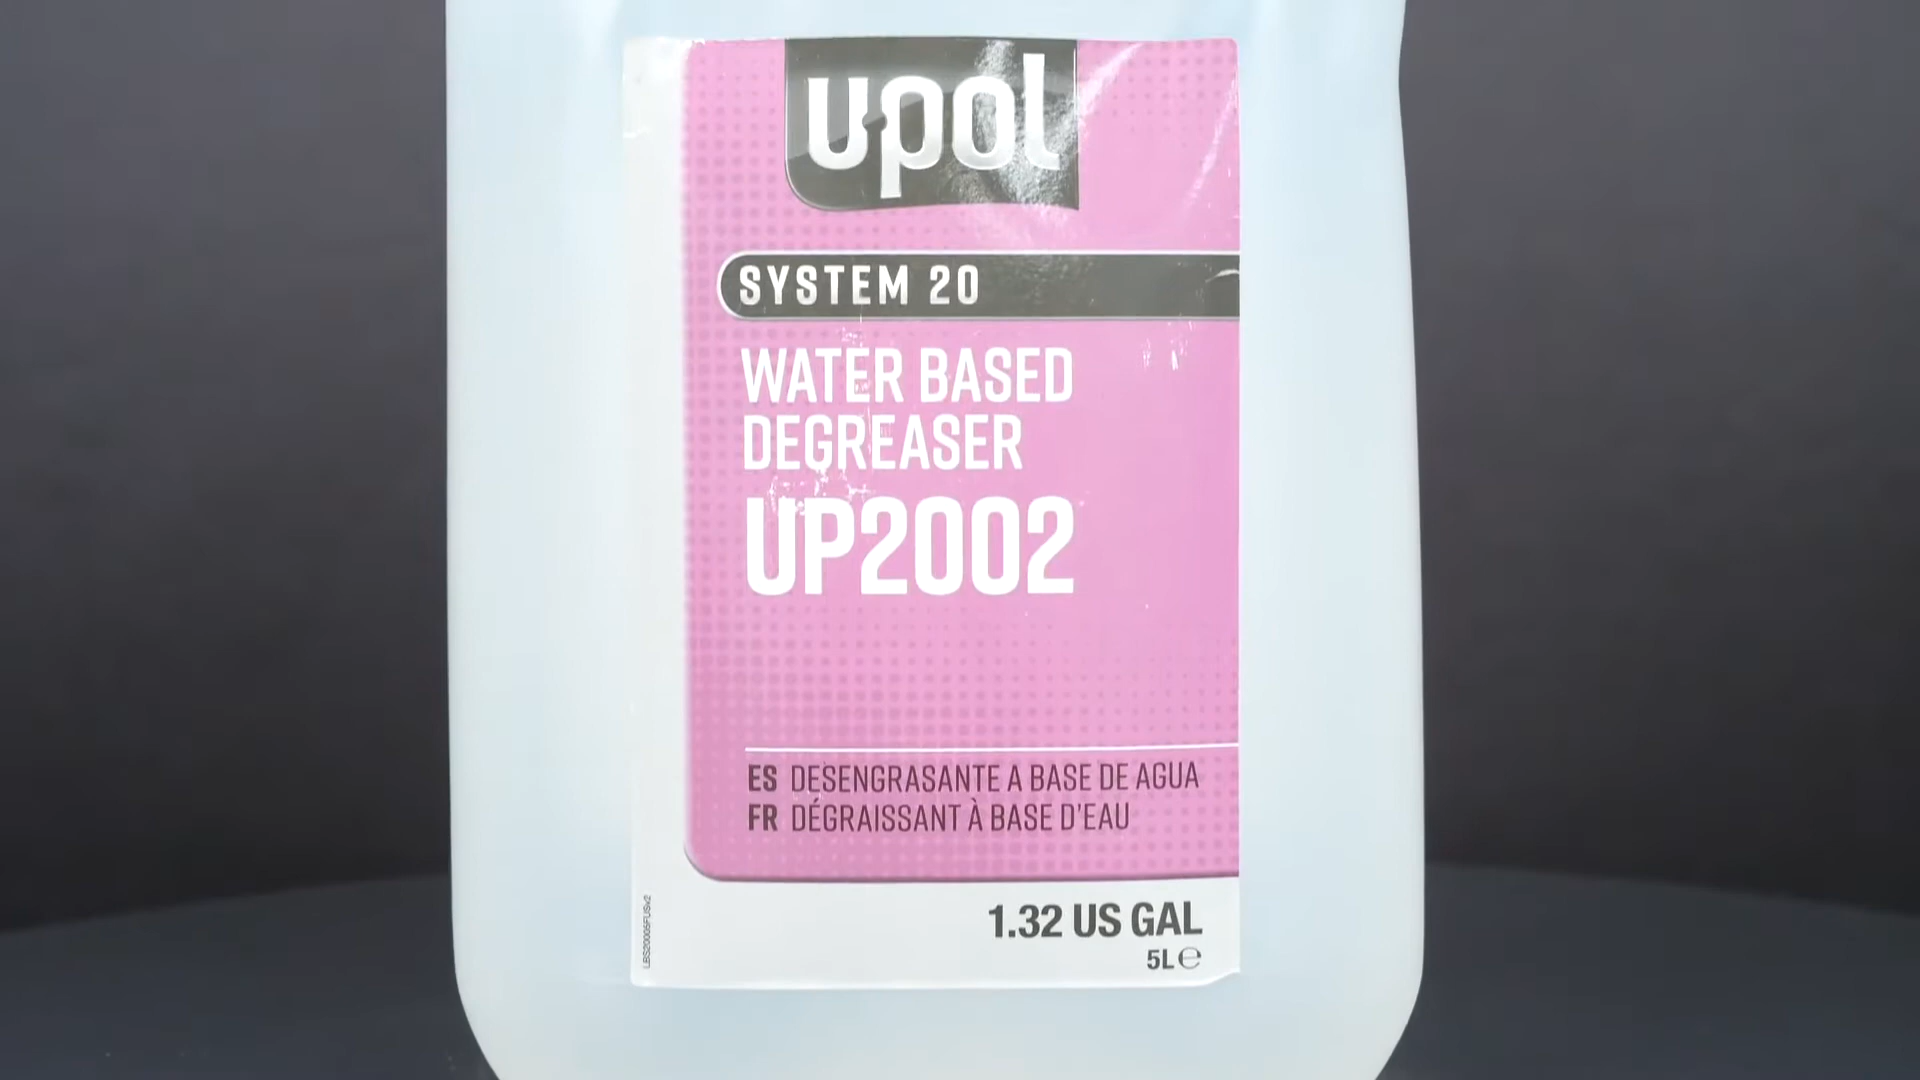 upol
SYSTEM 20
WATER BASED
DEGREASER
UP2002
ES DESENGRASANTE A BASE DE AGUA
FR DÉGRAISSANT À BASE D'EAU
1.32 US GAL
5L℮